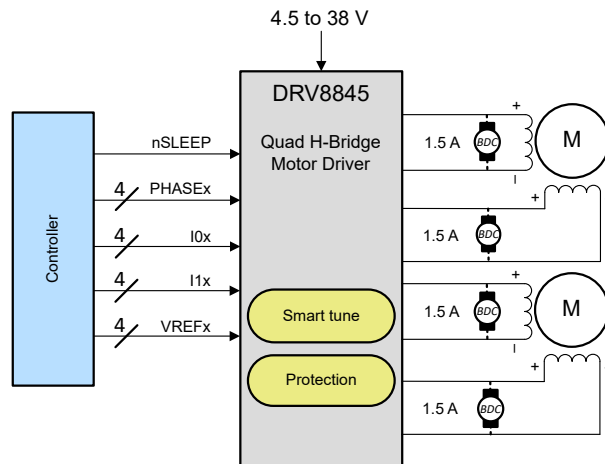 4.5 to 38 V
DRV8845
Quad H-Bridge
Motor Driver
Controller
nSLEEP
4 PHASEx
4 I0x
4 I1x
4 VREFx
Smart tune
Protection
+
1.5 A BDC M
–
+
1.5 A BDC
+
1.5 A BDC M
–
+
1.5 A BDC